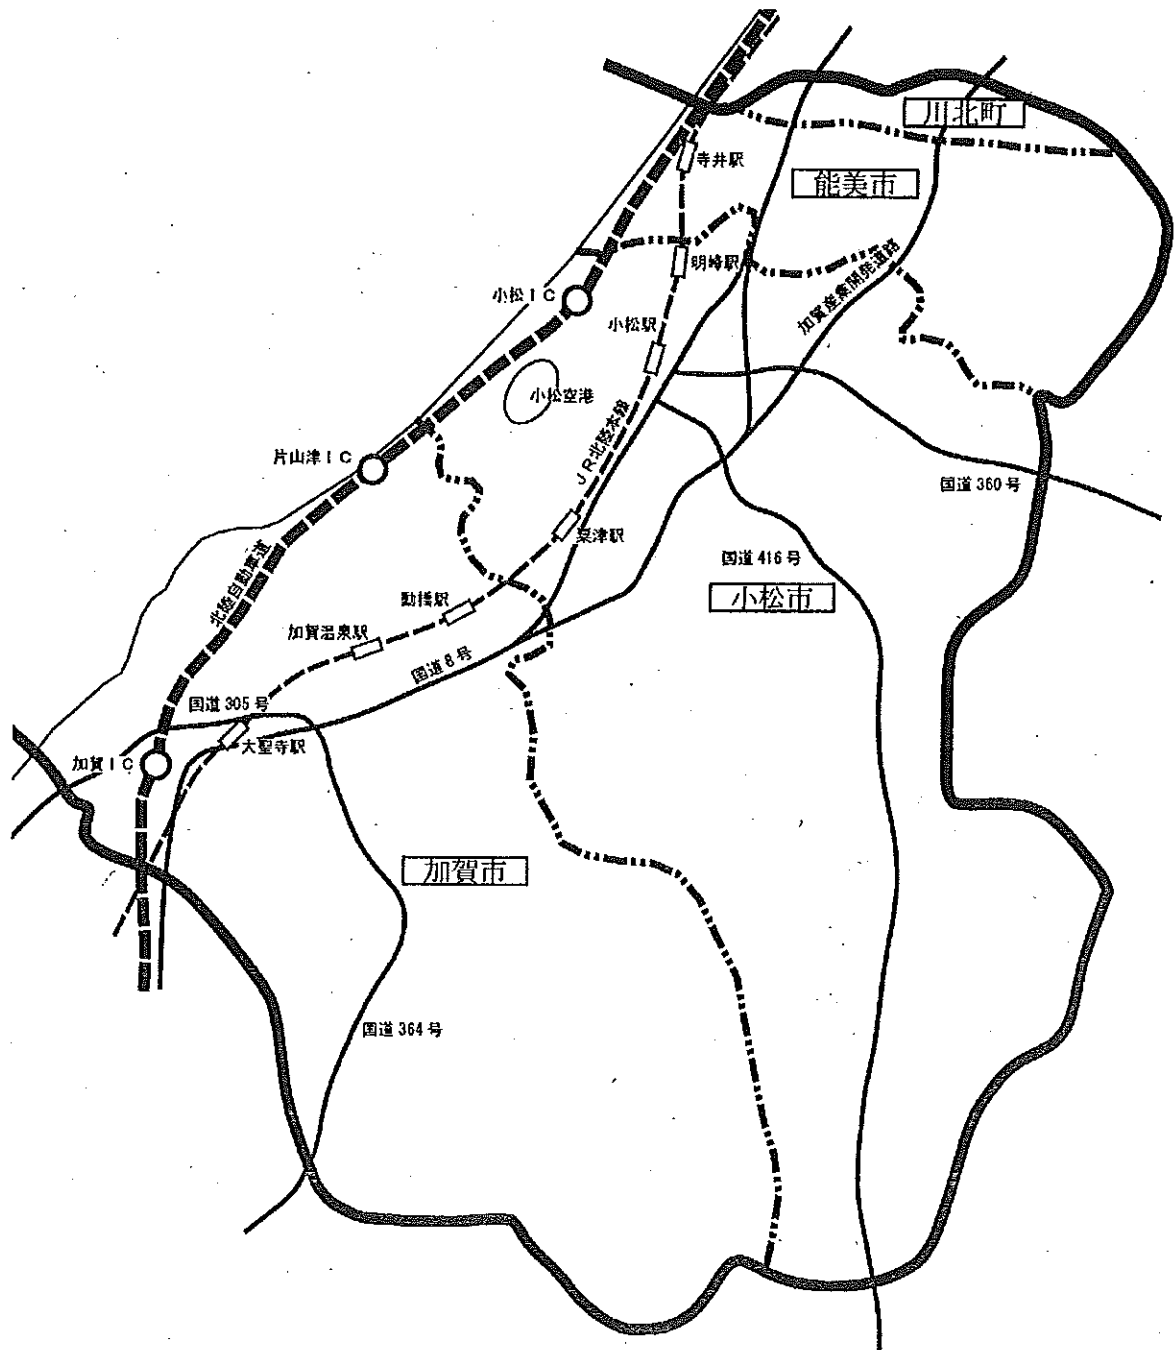 川北町
寺井駅
能美市
明峰駅
小松IC
加賀産業開発道路
小松駅
小松空港
JR北陸本線
片山津IC
国道360号
粟津駅
国道416号
北陸自動車道
小松市
動橋駅
加賀温泉駅
国道8号
国道305号
大聖寺駅
加賀IC
加賀市
国道364号